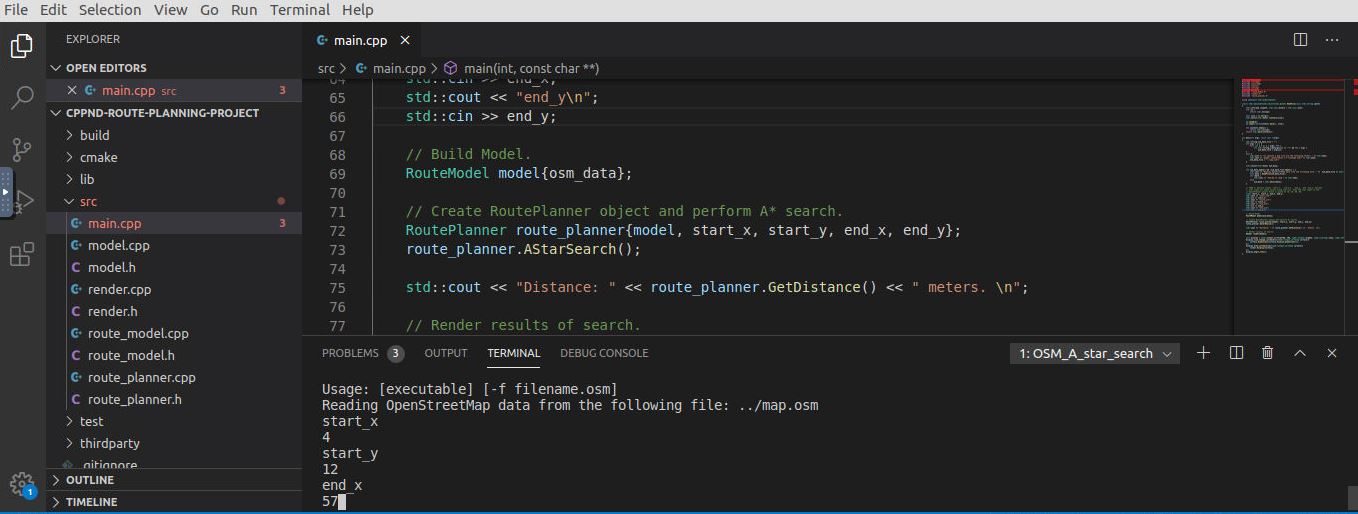 File Edit Selection View Go Run Terminal Help
EXPLORER
OPEN EDITORS
main.cpp src 3
CPPND-ROUTE-PLANNING-PROJECT
build
cmake
lib
src
main.cpp 3
model.cpp
model.h
render.cpp
render.h
route_model.cpp
route_model.h
route_planner.cpp
route_planner.h
test
thirdparty
.gitignore
OUTLINE
TIMELINE
1
main.cpp
src > main.cpp > main(int, const char **)
64 std::cin >> end_x;
65 std::cout << "end_y\n";
66 std::cin >> end_y;
67
68 // Build Model.
69 RouteModel model{osm_data};
70
71 // Create RoutePlanner object and perform A* search.
72 RoutePlanner route_planner{model, start_x, start_y, end_x, end_y};
73 route_planner.AStarSearch();
74
75 std::cout << "Distance: " << route_planner.GetDistance() << " meters. \n";
76
77 // Render results of search.
PROBLEMS 3 OUTPUT TERMINAL DEBUG CONSOLE 1: OSM_A_star_search
Usage: [executable] [-f filename.osm]
Reading OpenStreetMap data from the following file: ../map.osm
start_x
4
start_y
12
end_x
57